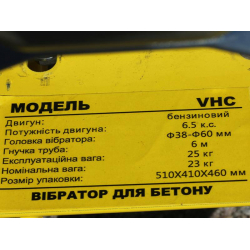 МОДЕЛЬ VHC
Двигун: бензиновий
Потужність двигуна: 6.5 к.с.
Головка вібратора: Ф38-Ф60 мм
Гнучка труба: 6 м
Експлуатаційна вага: 25 кг
Номінальна вага: 23 кг
Розмір упаковки: 510X410X460 мм
ВІБРАТОР ДЛЯ БЕТОНУ